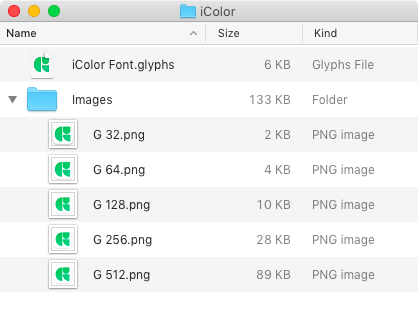 iColor
Name Size Kind
iColor Font.glyphs 6 KB Glyphs File
Images 133 KB Folder
G 32.png 2 KB PNG image
G 64.png 4 KB PNG image
G 128.png 10 KB PNG image
G 256.png 28 KB PNG image
G 512.png 89 KB PNG image